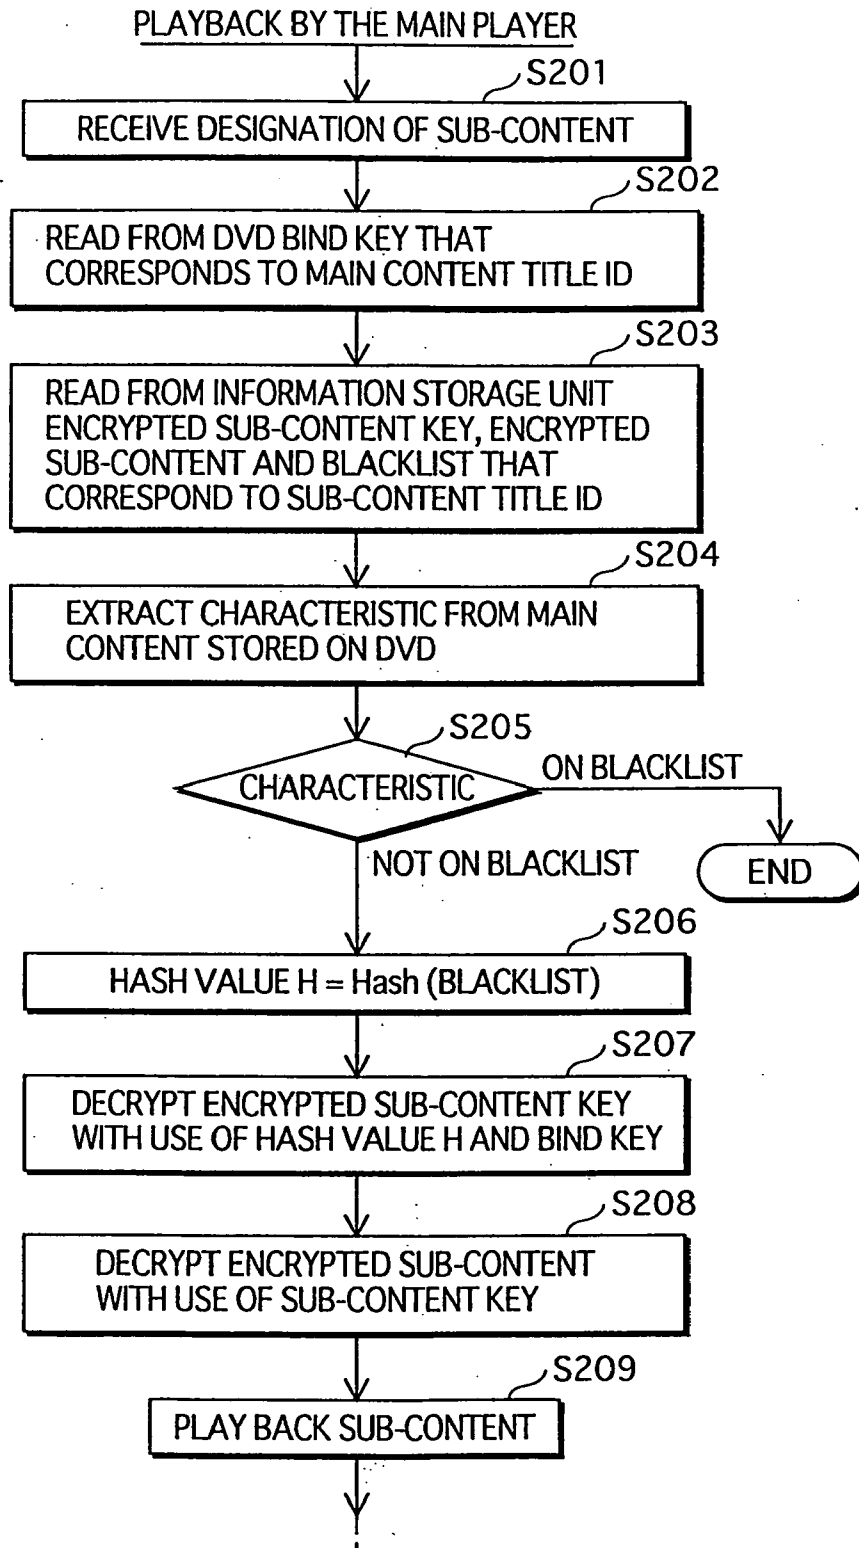 PLAYBACK BY THE MAIN PLAYER
S201
RECEIVE DESIGNATION OF SUB-CONTENT
S202
READ FROM DVD BIND KEY THAT
CORRESPONDS TO MAIN CONTENT TITLE ID
S203
READ FROM INFORMATION STORAGE UNIT
ENCRYPTED SUB-CONTENT KEY, ENCRYPTED
SUB-CONTENT AND BLACKLIST THAT
CORRESPOND TO SUB-CONTENT TITLE ID
S204
EXTRACT CHARACTERISTIC FROM MAIN
CONTENT STORED ON DVD
S205
CHARACTERISTIC
ON BLACKLIST
END
NOT ON BLACKLIST
S206
HASH VALUE H = Hash (BLACKLIST)
S207
DECRYPT ENCRYPTED SUB-CONTENT KEY
WITH USE OF HASH VALUE H AND BIND KEY
S208
DECRYPT ENCRYPTED SUB-CONTENT
WITH USE OF SUB-CONTENT KEY
S209
PLAY BACK SUB-CONTENT